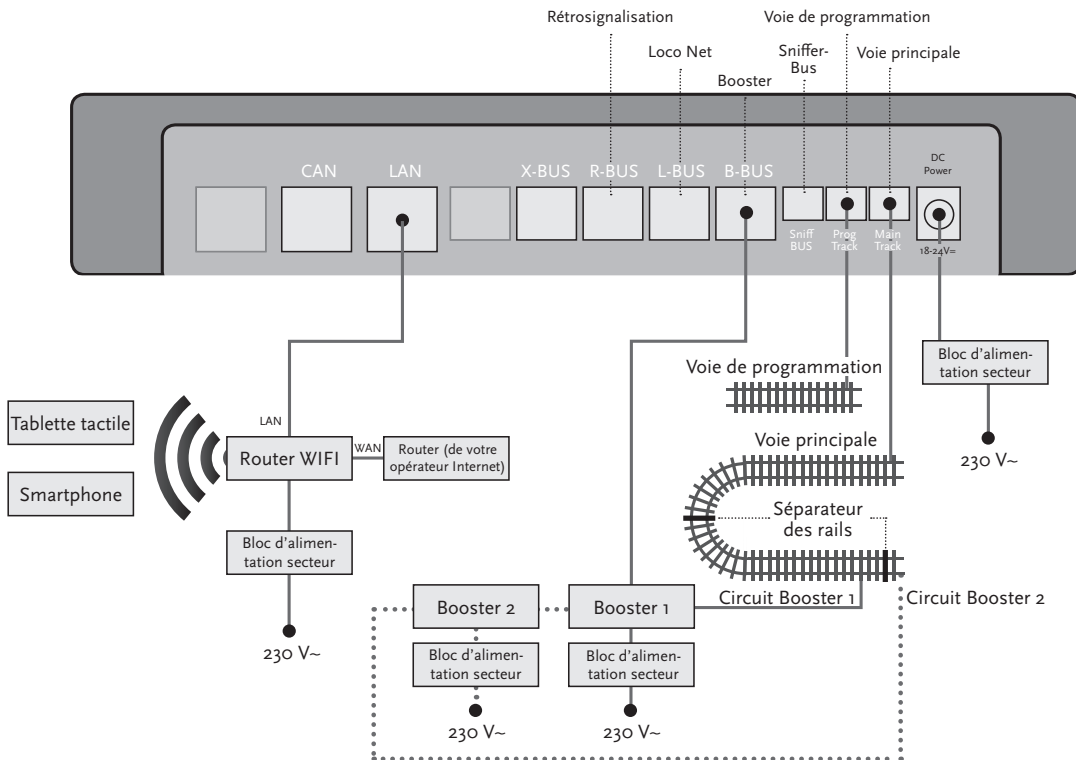 Rétrosignalisation
Voie de programmation
Loco Net
Sniffer-
Bus
Voie principale
Booster
CAN
LAN
X-BUS
R-BUS
L-BUS
B-BUS
DC
Power
Sniff
BUS
Prog
Track
Main
Track
18-24V=
Voie de programmation
Bloc d'alimen-
tation secteur
230 V~
Tablette tactile
Smartphone
LAN
Router WIFI
WAN
Router (de votre
opérateur Internet)
Voie principale
Séparateur
des rails
Bloc d'alimen-
tation secteur
230 V~
Booster 2
Booster 1
Circuit Booster 1
Circuit Booster 2
Bloc d'alimen-
tation secteur
Bloc d'alimen-
tation secteur
230 V~
230 V~